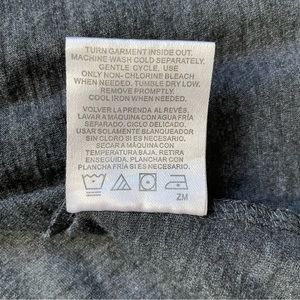 TURN GARMENT INSIDE OUT.
MACHINE WASH COLD SEPARATELY,
GENTLE CYCLE. USE
ONLY NON- CHLORINE BLEACH
WHEN NEEDED. TUMBLE DRY LOW.
REMOVE PROMPTLY.
COOL IRON WHEN NEEDED.
VOLVER LA PRENDA AL REVÉS.
LAVAR A MÁQUINA CON AGUA FRÍA
SEPARADO. CICLO DELICADO.
USAR SOLAMENTE BLANQUEADOR
SIN CLORO SI ES NECESARIO.
SECAR A MÁQUINA CON
TEMPERATURA BAJA. RETIRA
ENSEGUIDA. PLANCHAR CON
PLANCHA FRÍA SI ES NECESARIO.
ZM